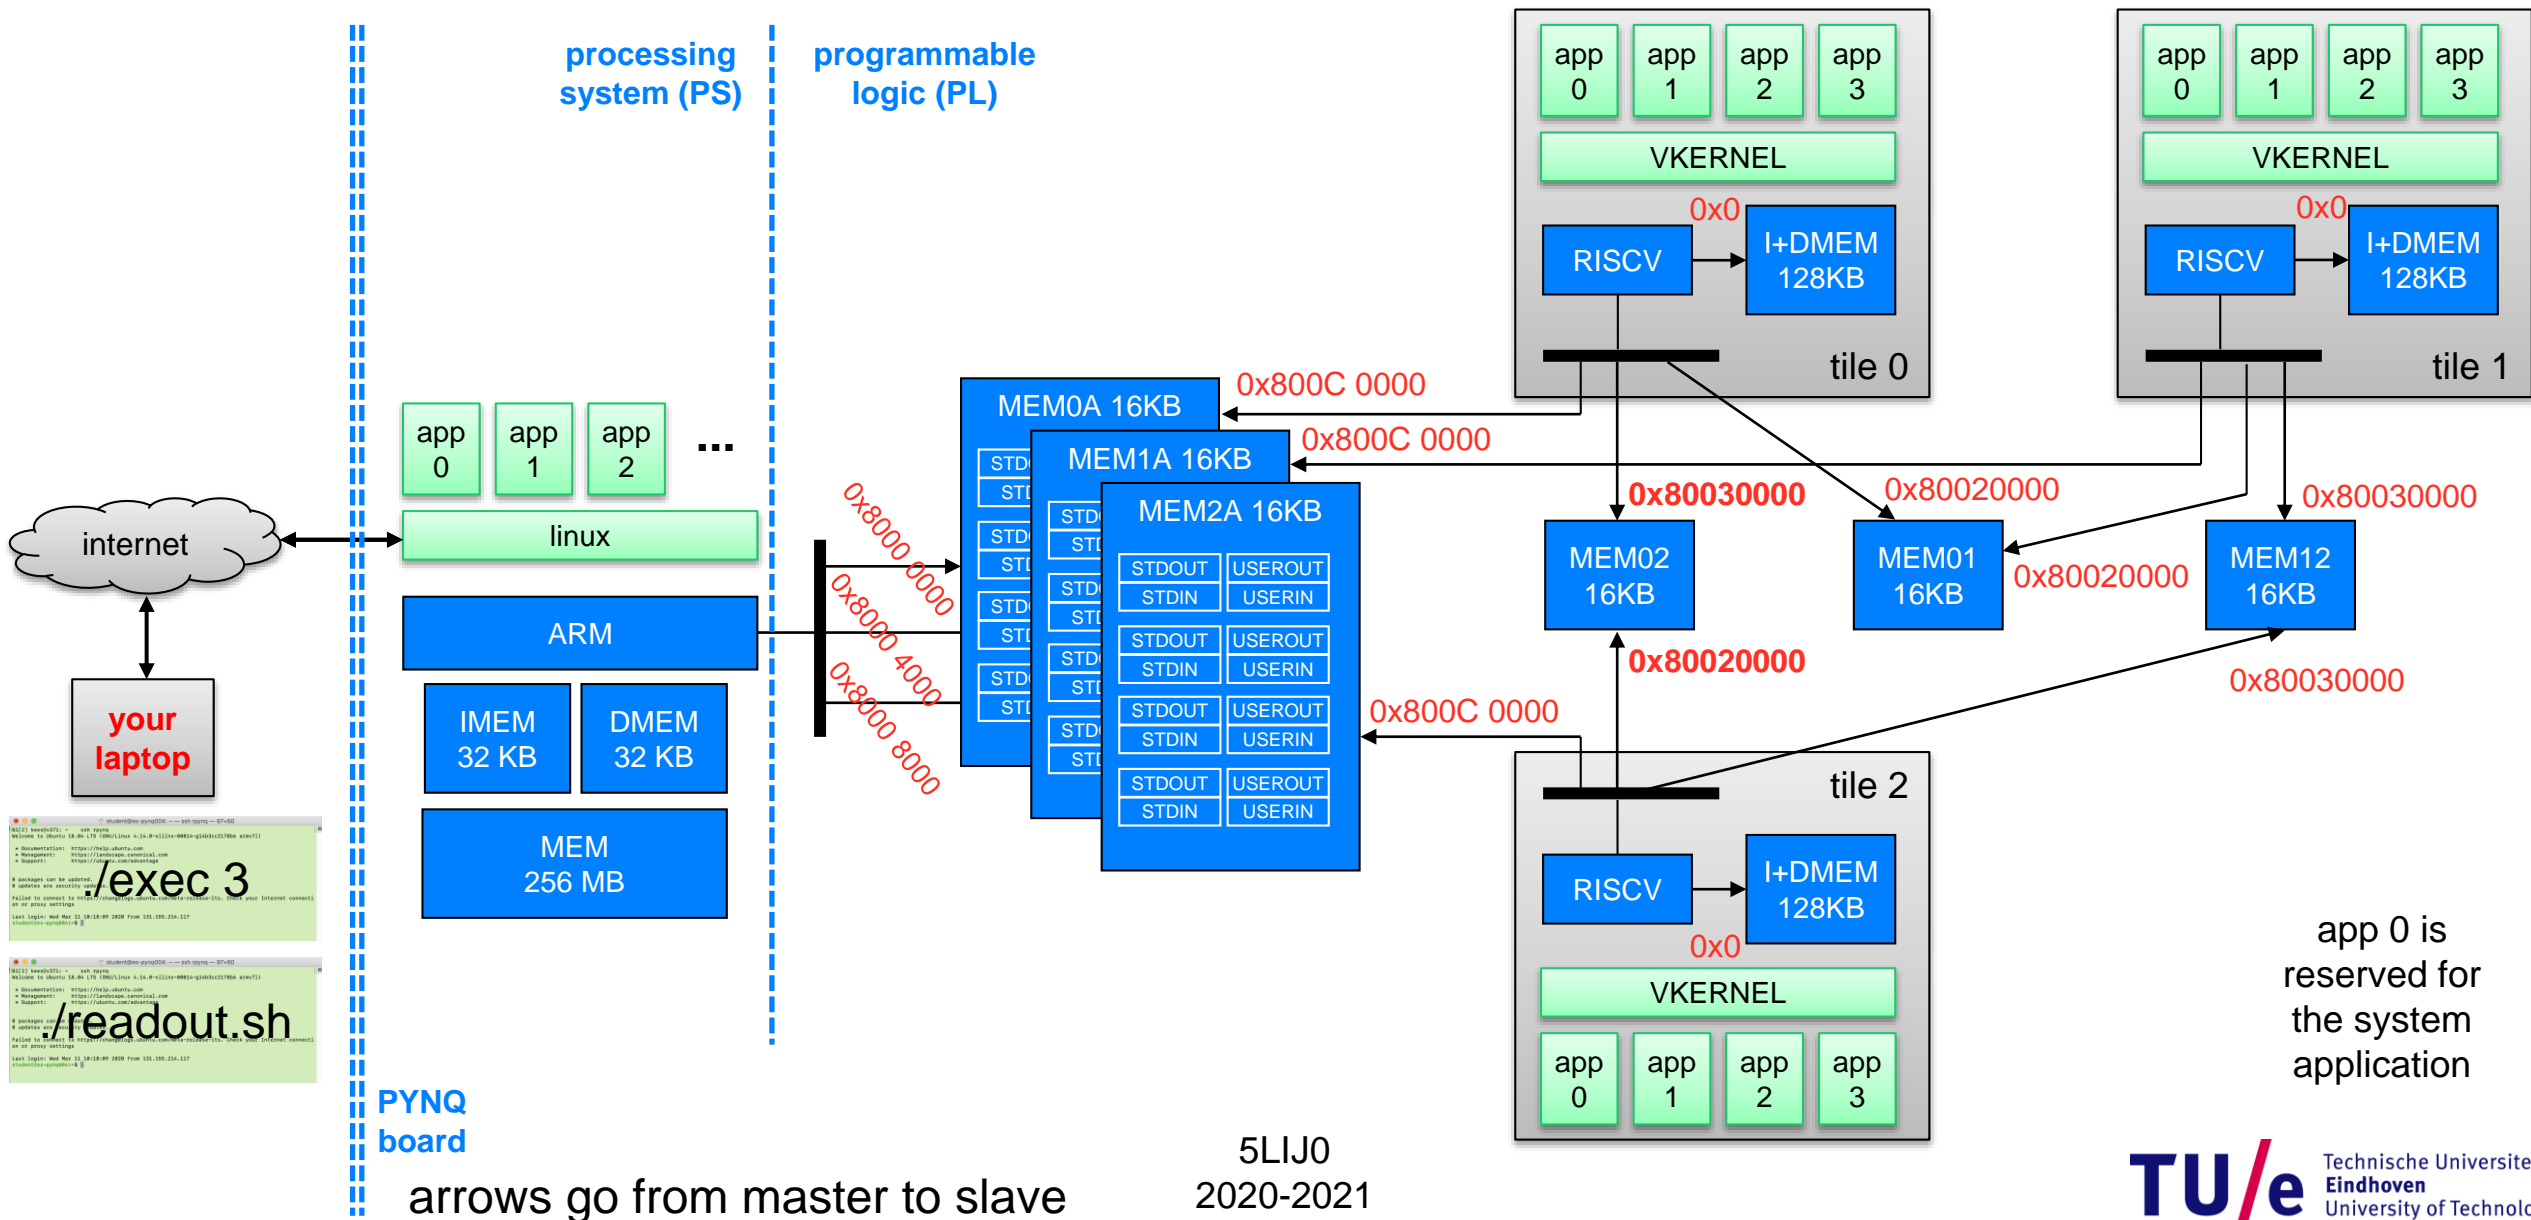 processing
system (PS)
programmable
logic (PL)
app
0
app
1
app
2
app
3
VKERNEL
0x0
RISCV
I+DMEM
128KB
tile 0
app
0
app
1
app
2
app
3
VKERNEL
0x0
RISCV
I+DMEM
128KB
tile 1
0x800C 0000
0x800C 0000
0x80030000
0x80020000
0x80030000
MEM02
16KB
MEM01
16KB
MEM12
16KB
0x80020000
0x80020000
0x80030000
0x800C 0000
app
0
app
1
app
2
...
linux
internet
your
laptop
ARM
IMEM
32 KB
DMEM
32 KB
MEM
256 MB
0x8000 0000
0x8000 4000
0x8000 8000
MEM0A 16KB
MEM1A 16KB
MEM2A 16KB
STDOUT USEROUT
STDIN USERIN
STDOUT USEROUT
STDIN USERIN
STDOUT USEROUT
STDIN USERIN
STDOUT USEROUT
STDIN USERIN
tile 2
RISCV
I+DMEM
128KB
0x0
VKERNEL
app
0
app
1
app
2
app
3
./exec 3
./readout.sh
app 0 is
reserved for
the system
application
PYNQ
board
arrows go from master to slave
5LIJ0
2020-2021
TU/e
Technische Universite
Eindhoven
University of Technolo